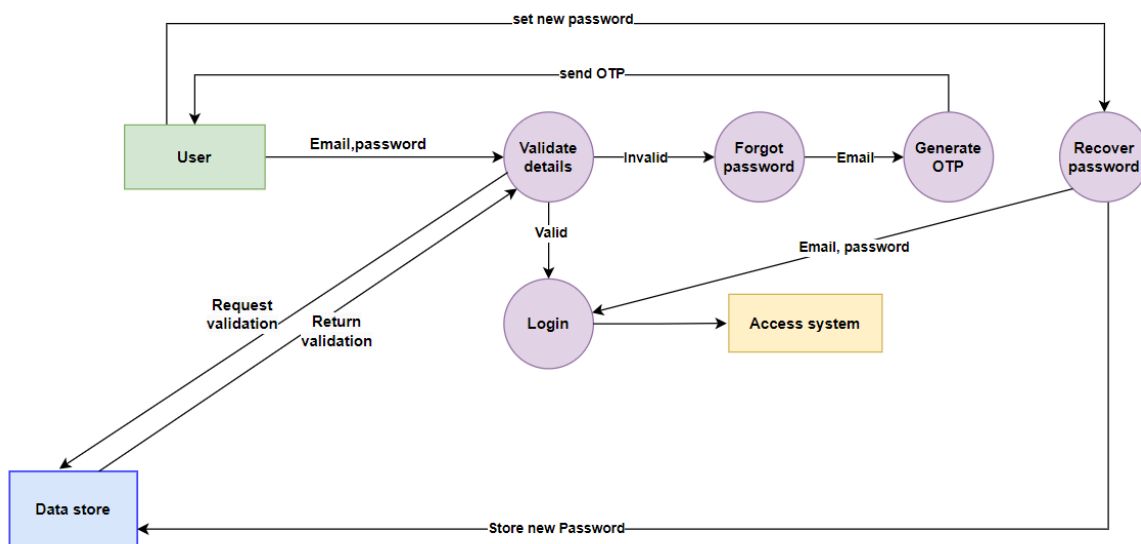 set new password
send OTP
User
Email,password
Validate
details
Invalid
Forgot
password
Email
Generate
OTP
Recover
password
Valid
Email, password
Request
validation
Return
validation
Login
Access system
Data store
Store new Password